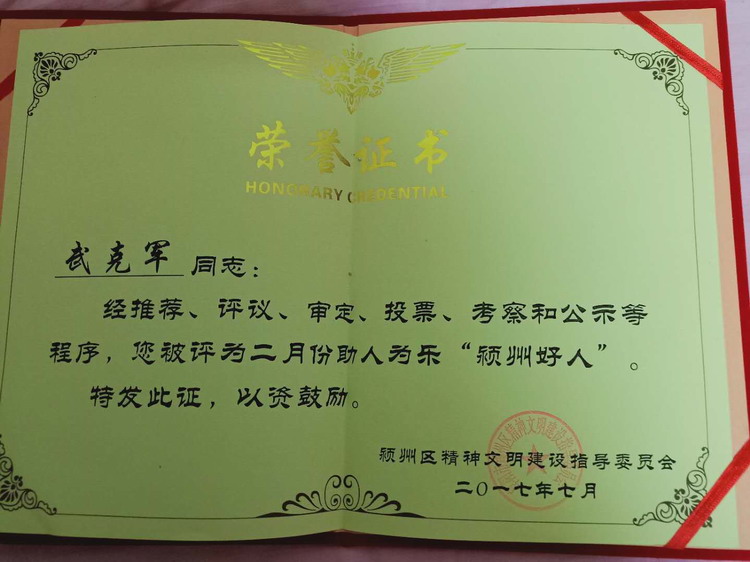 荣誉证书
HONORARY CREDENTIAL
武克军 同志：
经推荐、评议、审定、投票、考察和公示等
程序，您被评为二月份助人为乐“颍州好人”。
特发此证，以资鼓励。
颍州区精神文明建设指导委员会
二〇一七年七月